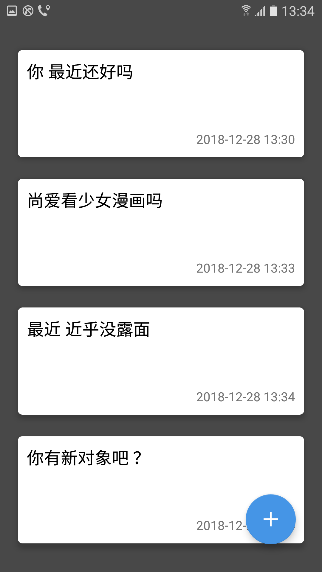 13:34
你 最近还好吗
2018-12-28 13:30
尚爱看少女漫画吗
2018-12-28 13:33
最近 近乎没露面
2018-12-28 13:34
你有新对象吧？
2018-12-